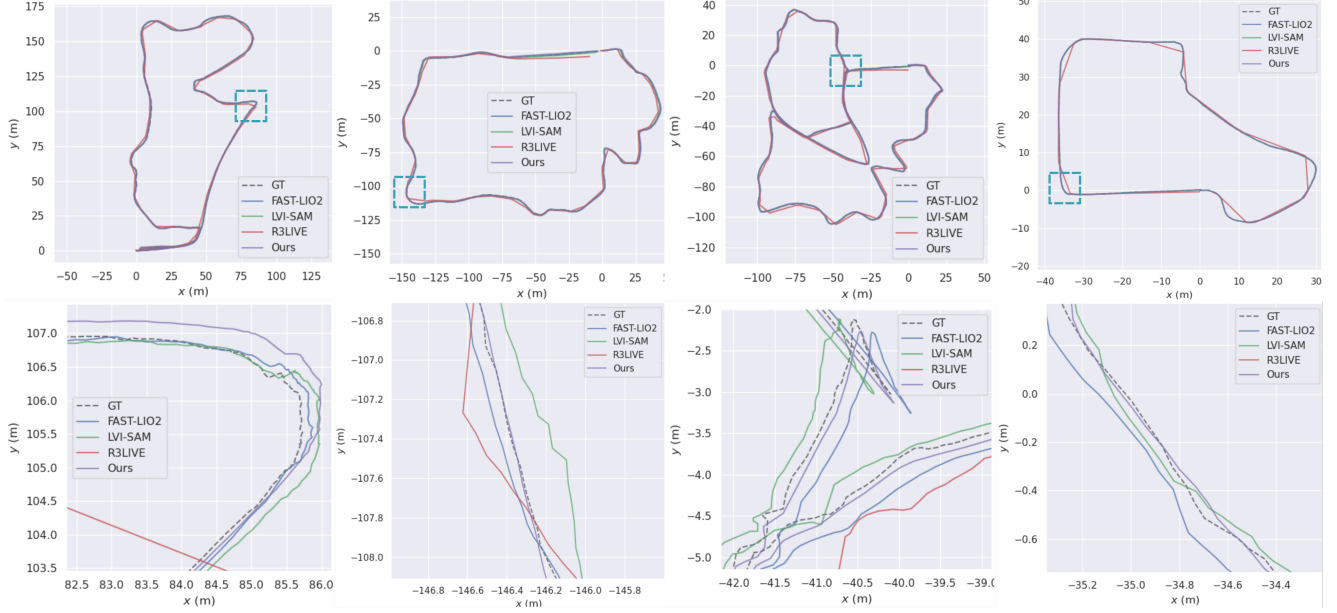 175
150
125
100
75
50
25
0
y (m)
−50 −25 0 25 50 75 100 125
x (m)
GT
FAST-LIO2
LVI-SAM
R3LIVE
Ours
25
0
−25
−50
−75
−100
−125
−150
y (m)
−150 −125 −100 −75 −50 −25 0 25
x (m)
GT
FAST-LIO2
LVI-SAM
R3LIVE
Ours
40
20
0
−20
−40
−60
−80
−100
−120
y (m)
−100 −75 −50 −25 0 25 50
x (m)
GT
FAST-LIO2
LVI-SAM
R3LIVE
Ours
50
40
30
20
10
0
−10
−20
y (m)
−40 −30 −20 −10 0 10 20 30
x (m)
GT
FAST-LIO2
LVI-SAM
R3LIVE
Ours
107.0
106.5
106.0
105.5
105.0
104.5
104.0
103.5
y (m)
82.5 83.0 83.5 84.0 84.5 85.0 85.5 86.0
x (m)
GT
FAST-LIO2
LVI-SAM
R3LIVE
Ours
−106.8
−107.0
−107.2
−107.4
−107.6
−107.8
−108.0
y (m)
−146.8 −146.6 −146.4 −146.2 −146.0 −145.8
x (m)
GT
FAST-LIO2
LVI-SAM
R3LIVE
Ours
−2.0
−2.5
−3.0
−3.5
−4.0
−4.5
−5.0
y (m)
−42.0 −41.5 −41.0 −40.5 −40.0 −39.5
x (m)
GT
FAST-LIO2
LVI-SAM
R3LIVE
Ours
0.2
0.0
−0.2
−0.4
−0.6
y (m)
−35.2 −35.0 −34.8 −34.6 −34.4
x (m)
GT
FAST-LIO2
LVI-SAM
R3LIVE
Ours